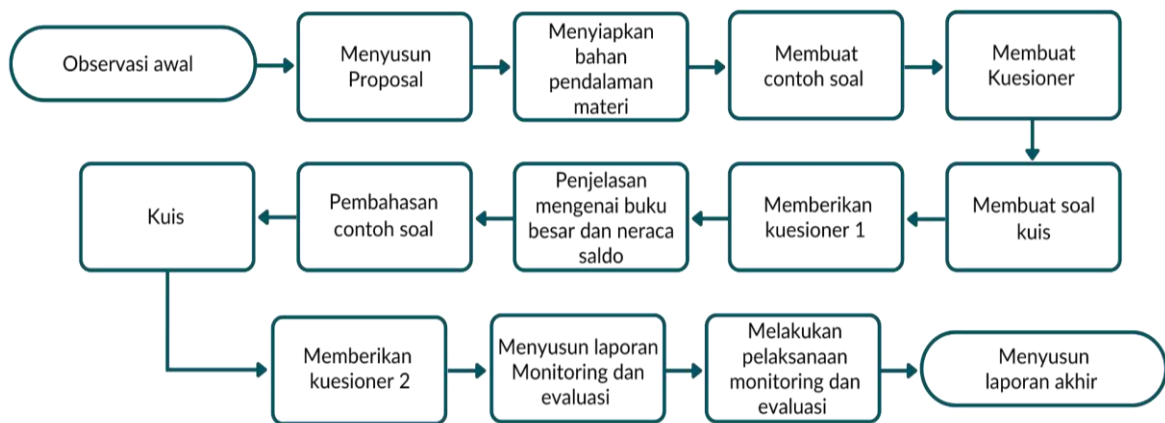 Observasi awal
Menyusun
Proposal
Menyiapkan
bahan
pendalaman
materi
Membuat
contoh soal
Membuat
Kuesioner
Membuat soal
kuis
Memberikan
kuesioner 1
Penjelasan
mengenai buku
besar dan neraca
saldo
Pembahasan
contoh soal
Kuis
Memberikan
kuesioner 2
Menyusun laporan
Monitoring dan
evaluasi
Melakukan
pelaksanaan
monitoring dan
evaluasi
Menyusun
laporan akhir